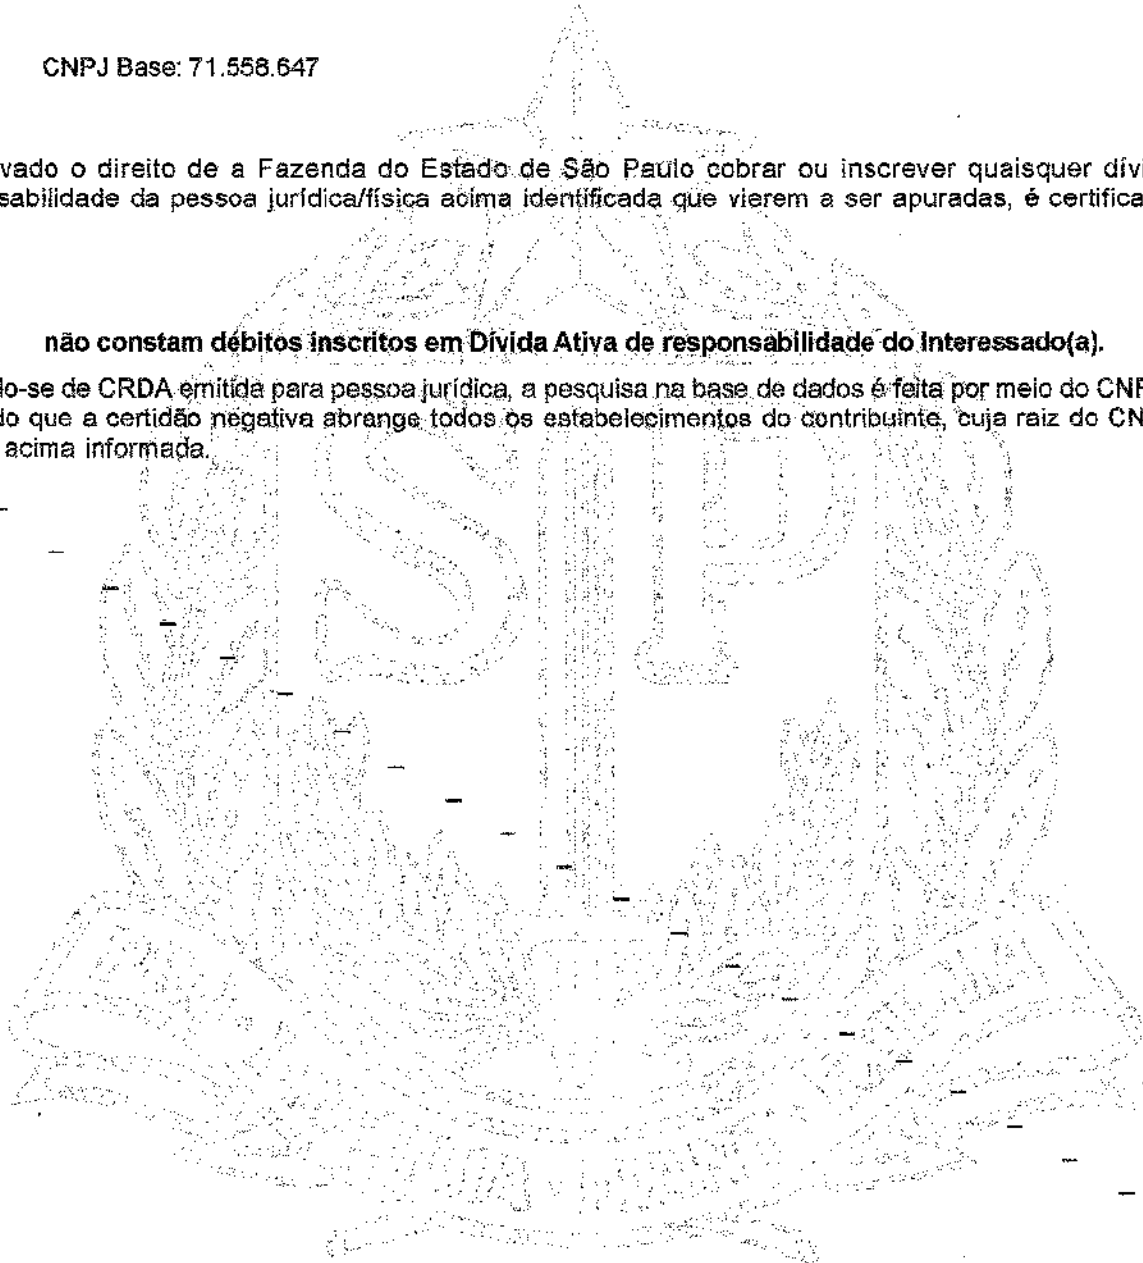 CNPJ Base: 71.558.647
vado o direito de a Fazenda do Estado de São Paulo cobrar ou inscrever quaisquer dívi
sabilidade da pessoa jurídica/física acima identificada que vierem a ser apuradas, é certifica
não constam débitos inscritos em Dívida Ativa de responsabilidade do Interessado(a).
do-se de CRDA emitida para pessoa jurídica, a pesquisa na base de dados é feita por meio do CNP
do que a certidão negativa abrange todos os estabelecimentos do contribuinte, cuja raiz do CN
acima informada.
SP